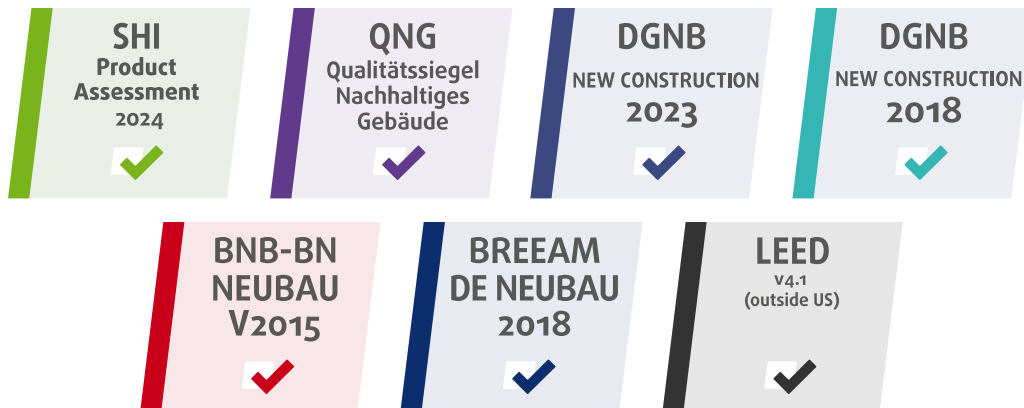 SHI
Product
Assessment
2024
QNG
Qualitätssiegel
Nachhaltiges
Gebäude
DGNB
NEW CONSTRUCTION
2023
DGNB
NEW CONSTRUCTION
2018
BNB-BN
NEUBAU
V2015
BREEAM
DE NEUBAU
2018
LEED
v4.1
(outside US)